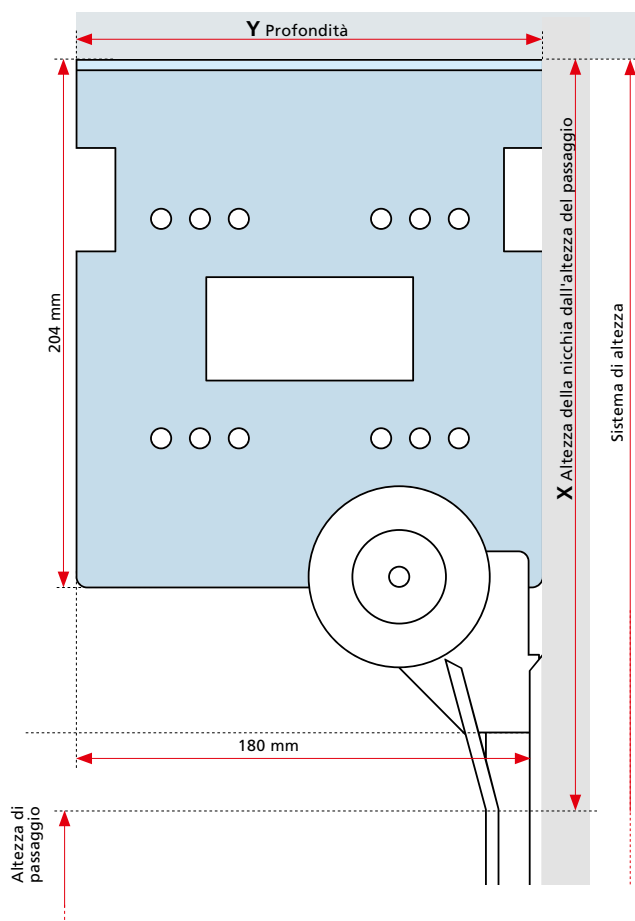 Y Profondità
204 mm
X Altezza della nicchia dall'altezza del passaggio
Sistema di altezza
180 mm
Altezza di
passaggio